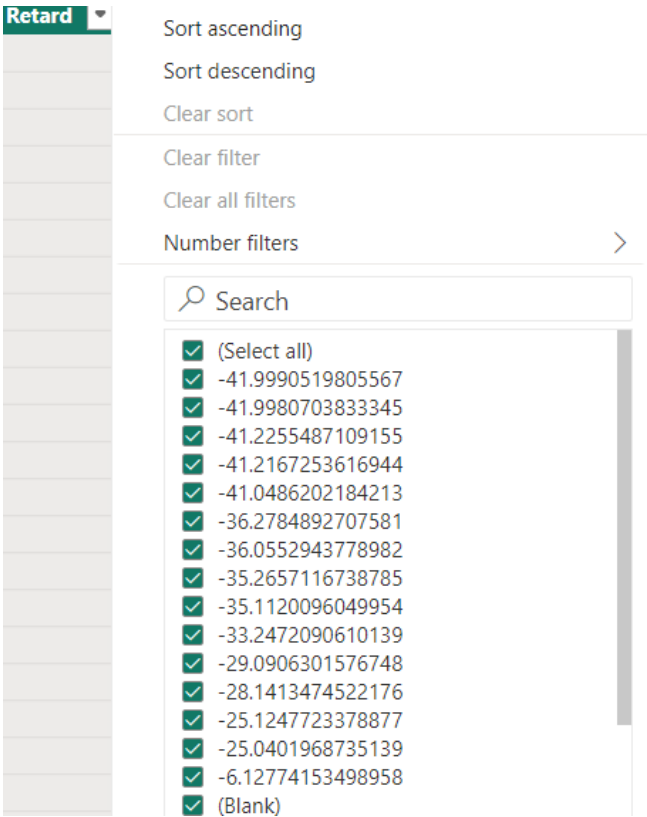 Retard
Sort ascending
Sort descending
Clear sort
Clear filter
Clear all filters
Number filters
Search
(Select all)
-41.9990519805567
-41.9980703833345
-41.2255487109155
-41.2167253616944
-41.0486202184213
-36.2784892707581
-36.0552943778982
-35.2657116738785
-35.1120096049954
-33.2472090610139
-29.0906301576748
-28.1413474522176
-25.1247723378877
-25.0401968735139
-6.12774153498958
(Blank)